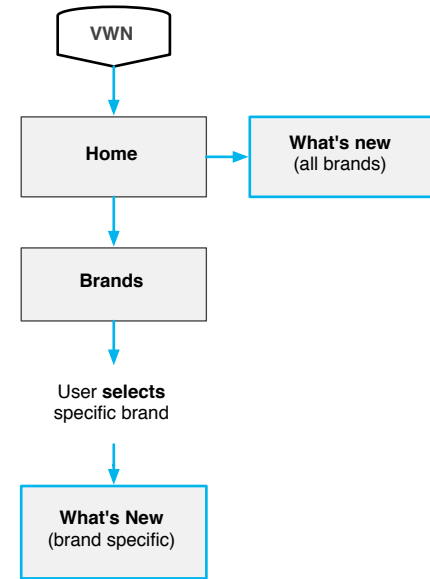 VWN
Home
What's new
(all brands)
Brands
User selects
specific brand
What's New
(brand specific)